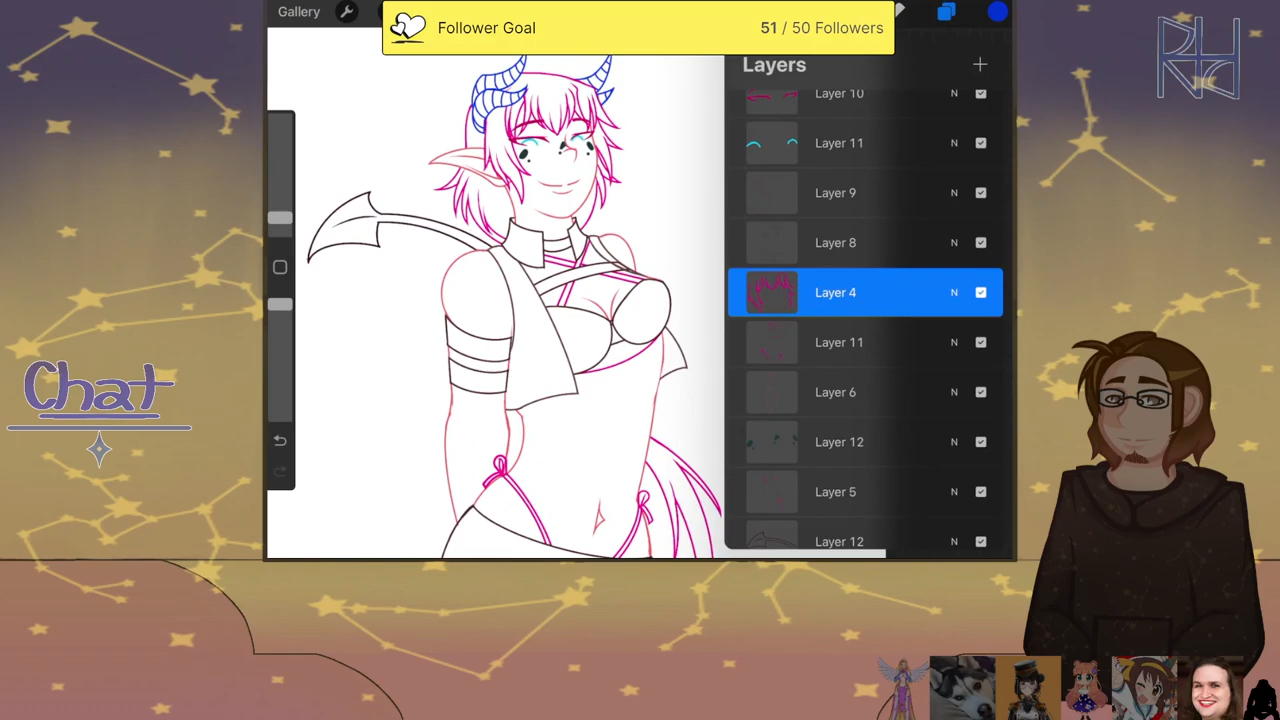 Gallery
Follower Goal 51 / 50 Followers
Layers
Layer 10 N
Layer 11 N
Layer 9 N
Layer 8 N
Layer 4 N
Layer 11 N
Layer 6 N
Layer 12 N
Layer 5 N
Layer 12 N
Chat